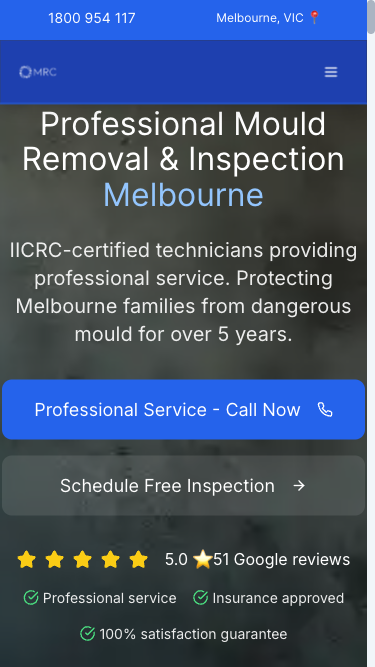 1800 954 117
Melbourne, VIC 📍
MRC
Professional Mould
Removal & Inspection
Melbourne
IICRC-certified technicians providing
professional service. Protecting
Melbourne families from dangerous
mould for over 5 years.
Professional Service - Call Now
Schedule Free Inspection →
5.0 ⭐51 Google reviews
Professional service
Insurance approved
100% satisfaction guarantee